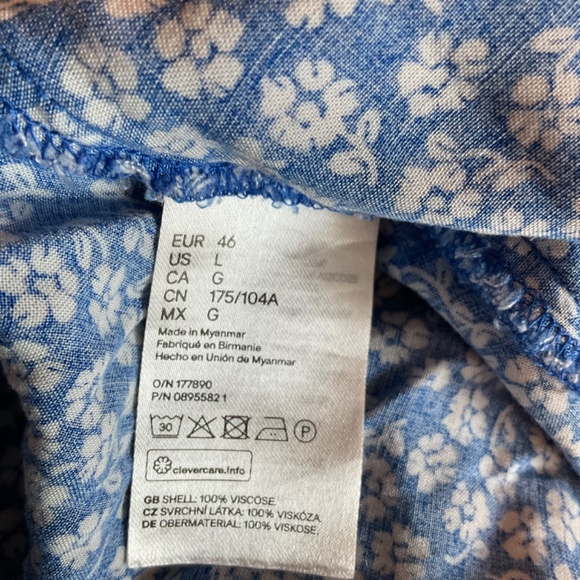 EUR 46
US L
CA G
CN 175/104A
MX G
Made in Myanmar
Fabriqué en Birmanie
Hecho en Unión de Myanmar
O/N 177890
P/N 08955821
30 P
clevercare.info
GB SHELL: 100% VISCOSE.
CZ SVRCHNÍ LÁTKA: 100% VISKÓZA
DE OBERMATERIAL: 100% VISKOSE.